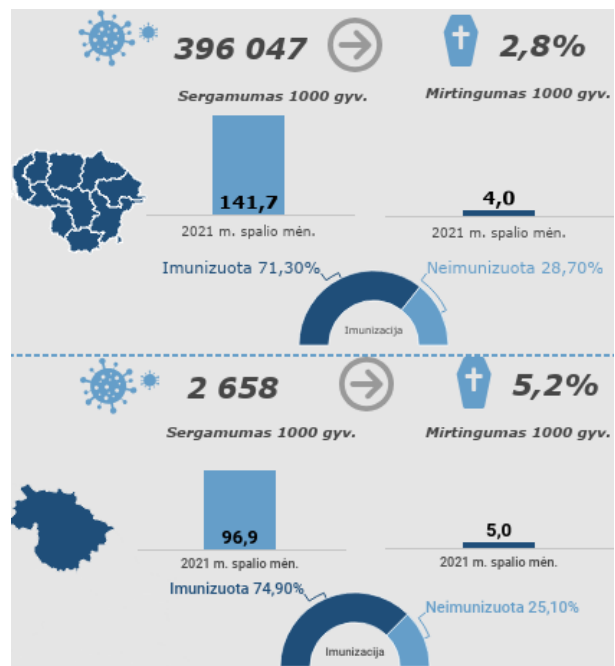 396 047 2,8%
Sergamumas 1000 gyv. Mirtingumas 1000 gyv.
141,7 4,0
2021 m. spalio mėn. 2021 m. spalio mėn.
Imunizuota 71,30% Neimunizuota 28,70%
Imunizacija
2 658 5,2%
Sergamumas 1000 gyv. Mirtingumas 1000 gyv.
96,9 5,0
2021 m. spalio mėn. 2021 m. spalio mėn.
Imunizuota 74,90% Neimunizuota 25,10%
Imunizacija